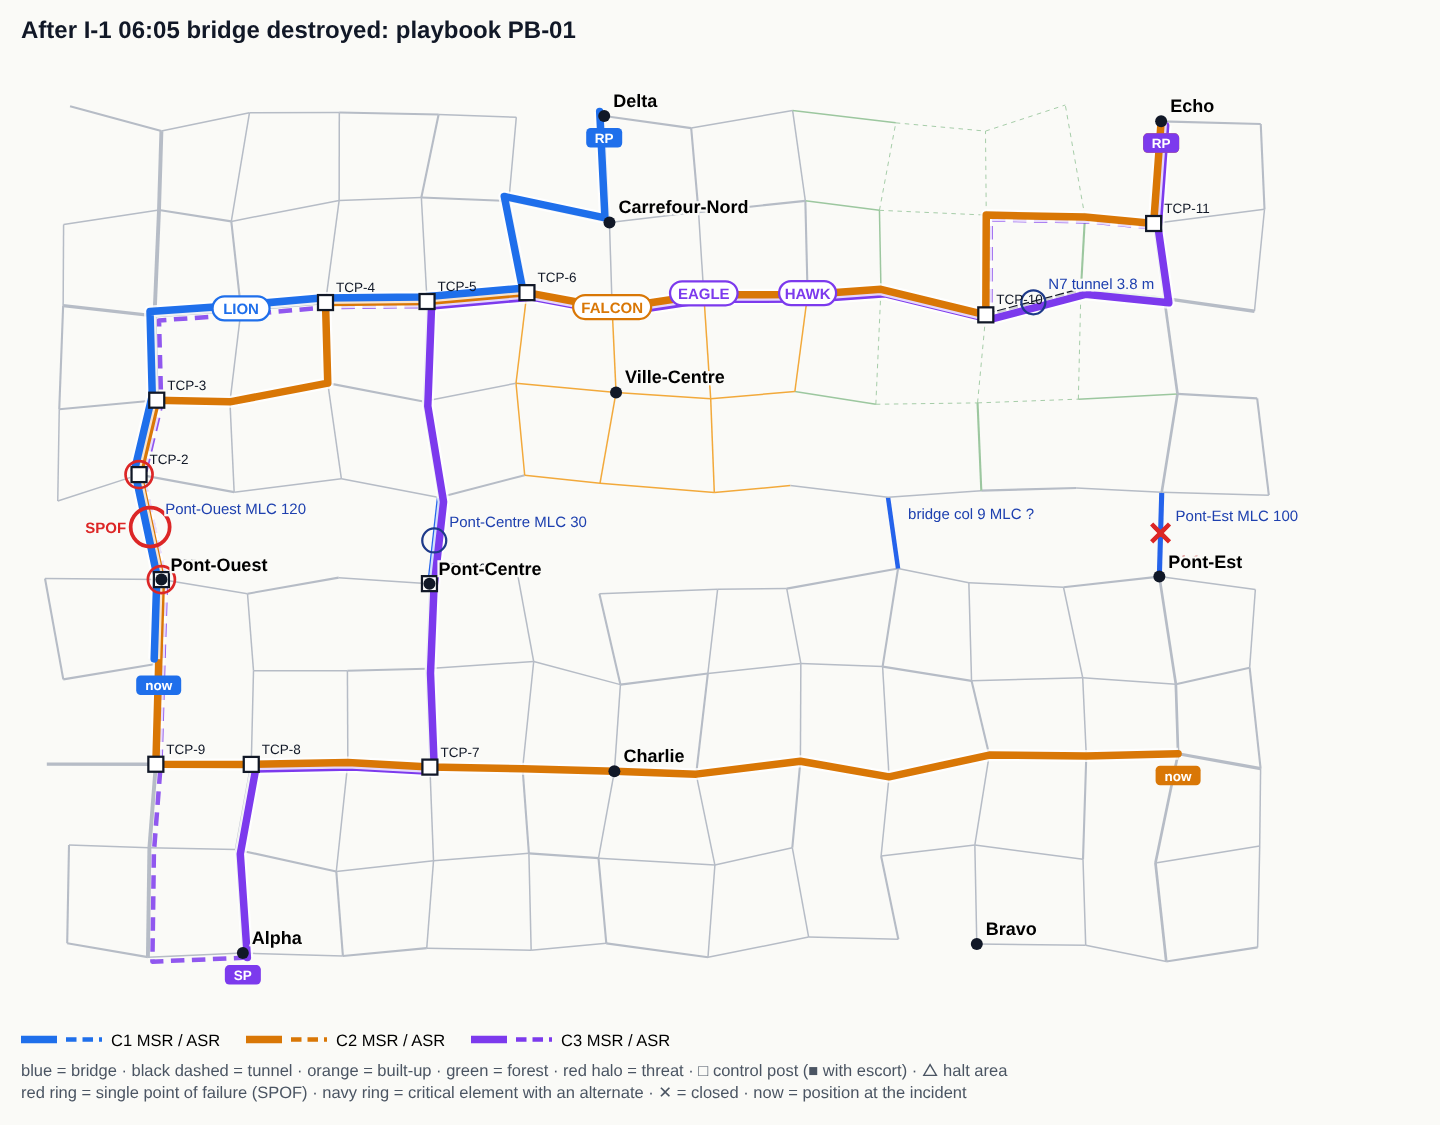 After I-1 06:05 bridge destroyed: playbook PB-01
Delta
RP
Echo
RP
Carrefour-Nord
TCP-11
TCP-6
TCP-4
TCP-5
N7 tunnel 3.8 m
LION
FALCON
EAGLE
HAWK
TCP-10
TCP-3
Ville-Centre
TCP-2
Pont-Ouest MLC 120
SPOF
Pont-Centre MLC 30
bridge col 9 MLC ?
Pont-Est MLC 100
Pont-Ouest
Pont-Centre
Pont-Est
now
TCP-9
TCP-8
TCP-7
Charlie
now
Alpha
SP
Bravo
C1 MSR / ASR
C2 MSR / ASR
C3 MSR / ASR
blue = bridge · black dashed = tunnel · orange = built-up · green = forest · red halo = threat · □ control post (■ with escort) · △ halt area
red ring = single point of failure (SPOF) · navy ring = critical element with an alternate · ✕ = closed · now = position at the incident